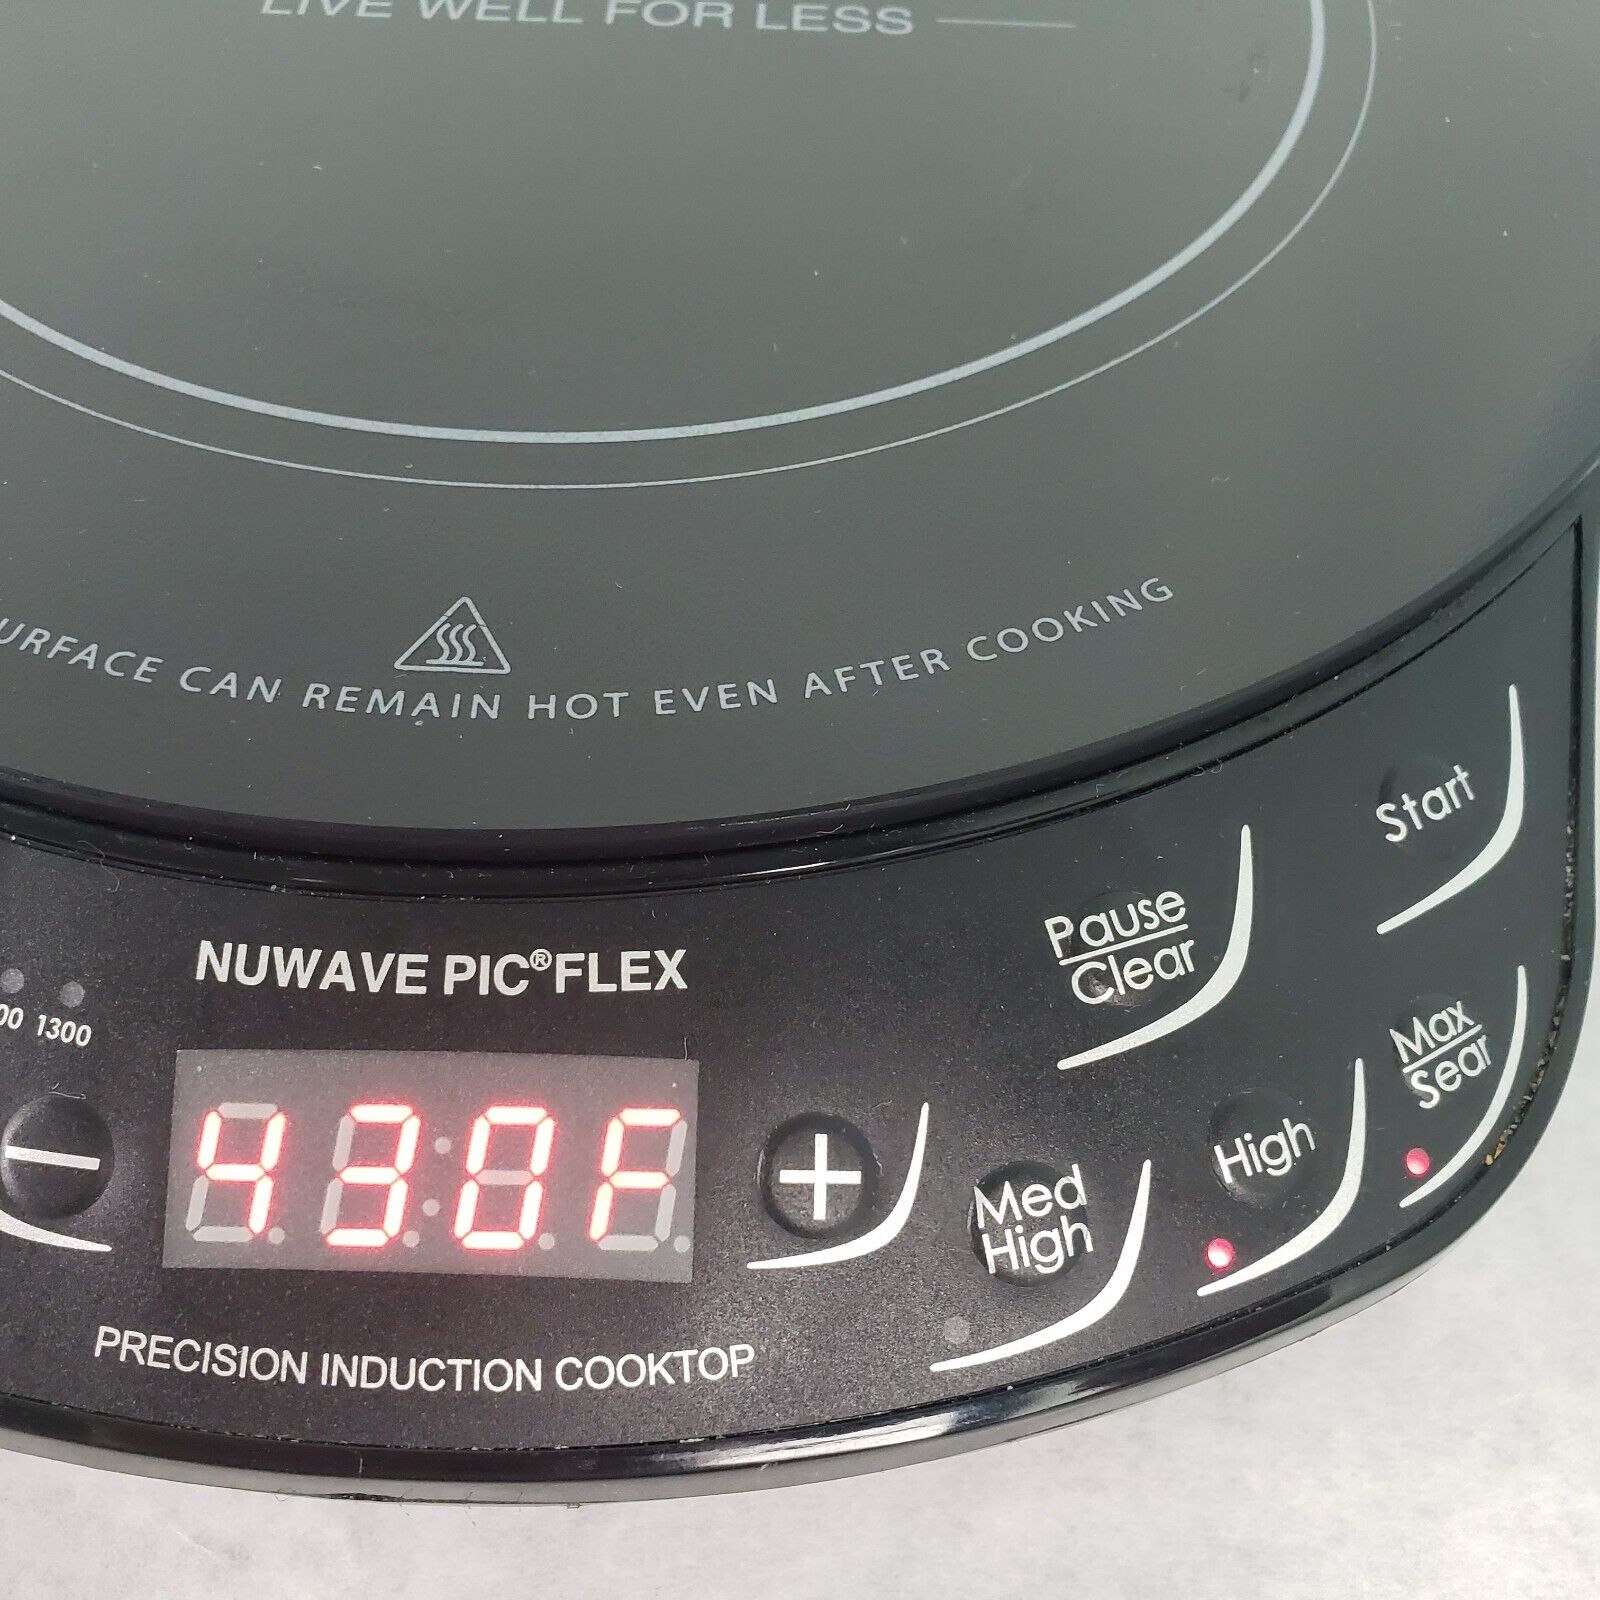 LIVE WELL FOR LESS
CAN REMAIN HOT EVEN AFTER COOKING
Start
Pause
Clear
NUWAVE PIC®FLEX
1300
Max
Sear
430F
−
+
High
Med
High
PRECISION INDUCTION COOKTOP